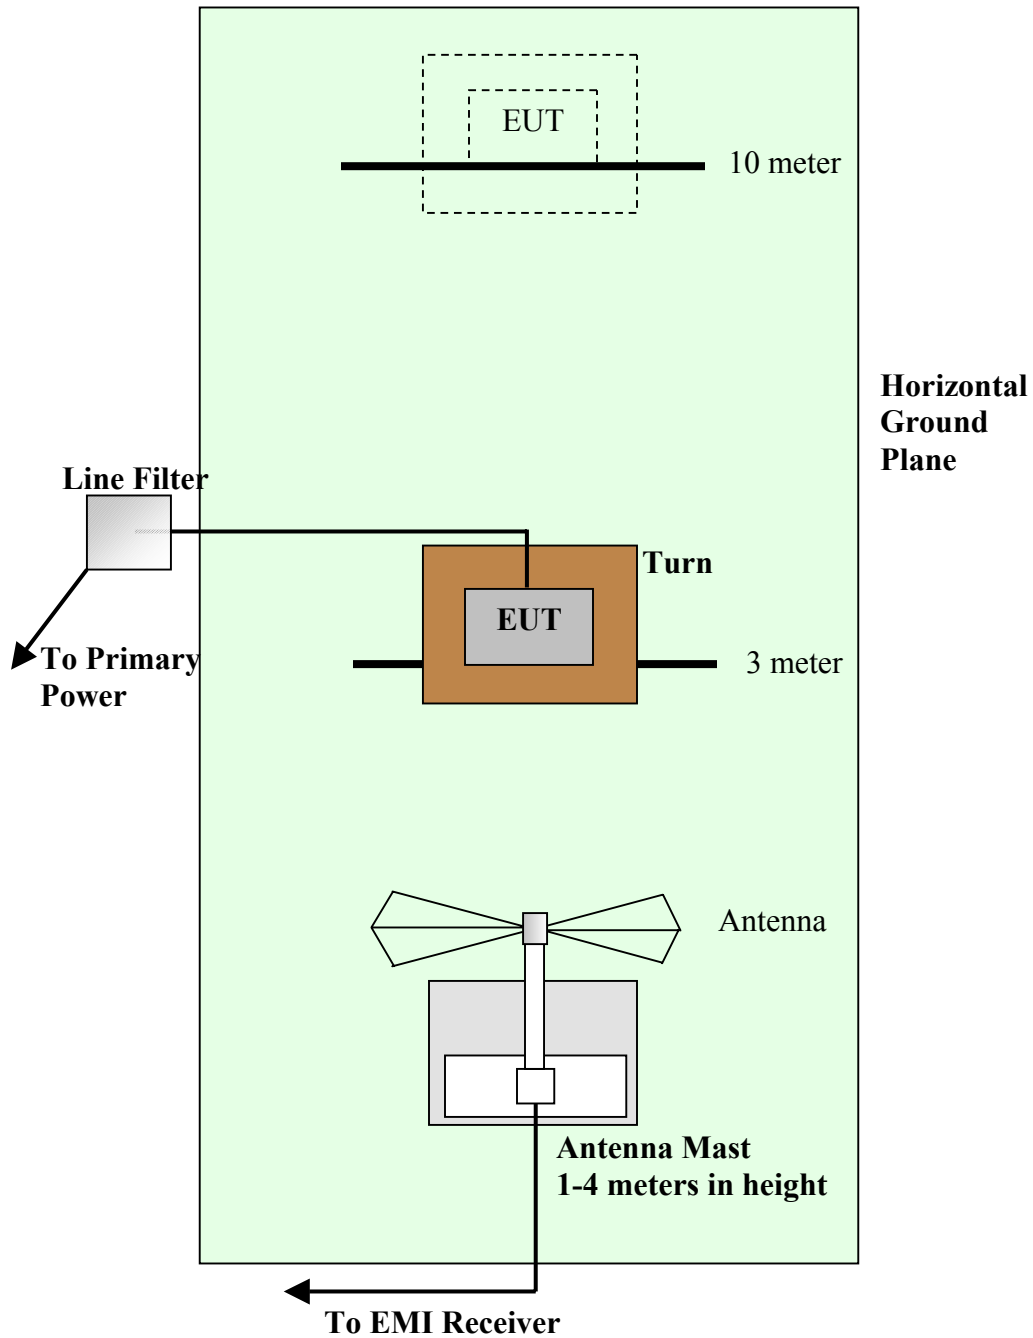 EUT
10 meter
Horizontal
Ground
Plane
Line Filter
Turn
EUT
To Primary
Power
3 meter
Antenna
Antenna Mast
1-4 meters in height
To EMI Receiver